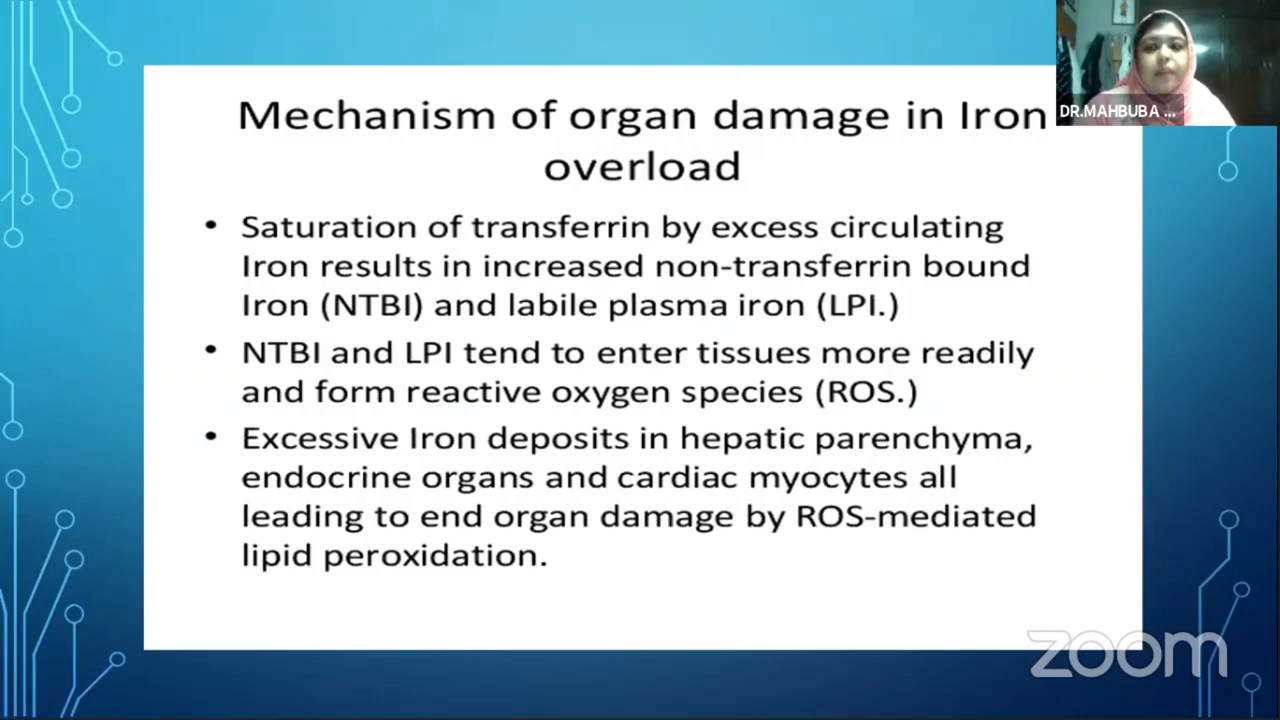 Mechanism of organ damage in Iron
overload
DR.MAHBUBA ...
• Saturation of transferrin by excess circulating
Iron results in increased non-transferrin bound
Iron (NTBI) and labile plasma iron (LPI.)
• NTBI and LPI tend to enter tissues more readily
and form reactive oxygen species (ROS.)
• Excessive Iron deposits in hepatic parenchyma,
endocrine organs and cardiac myocytes all
leading to end organ damage by ROS-mediated
lipid peroxidation.
zoom